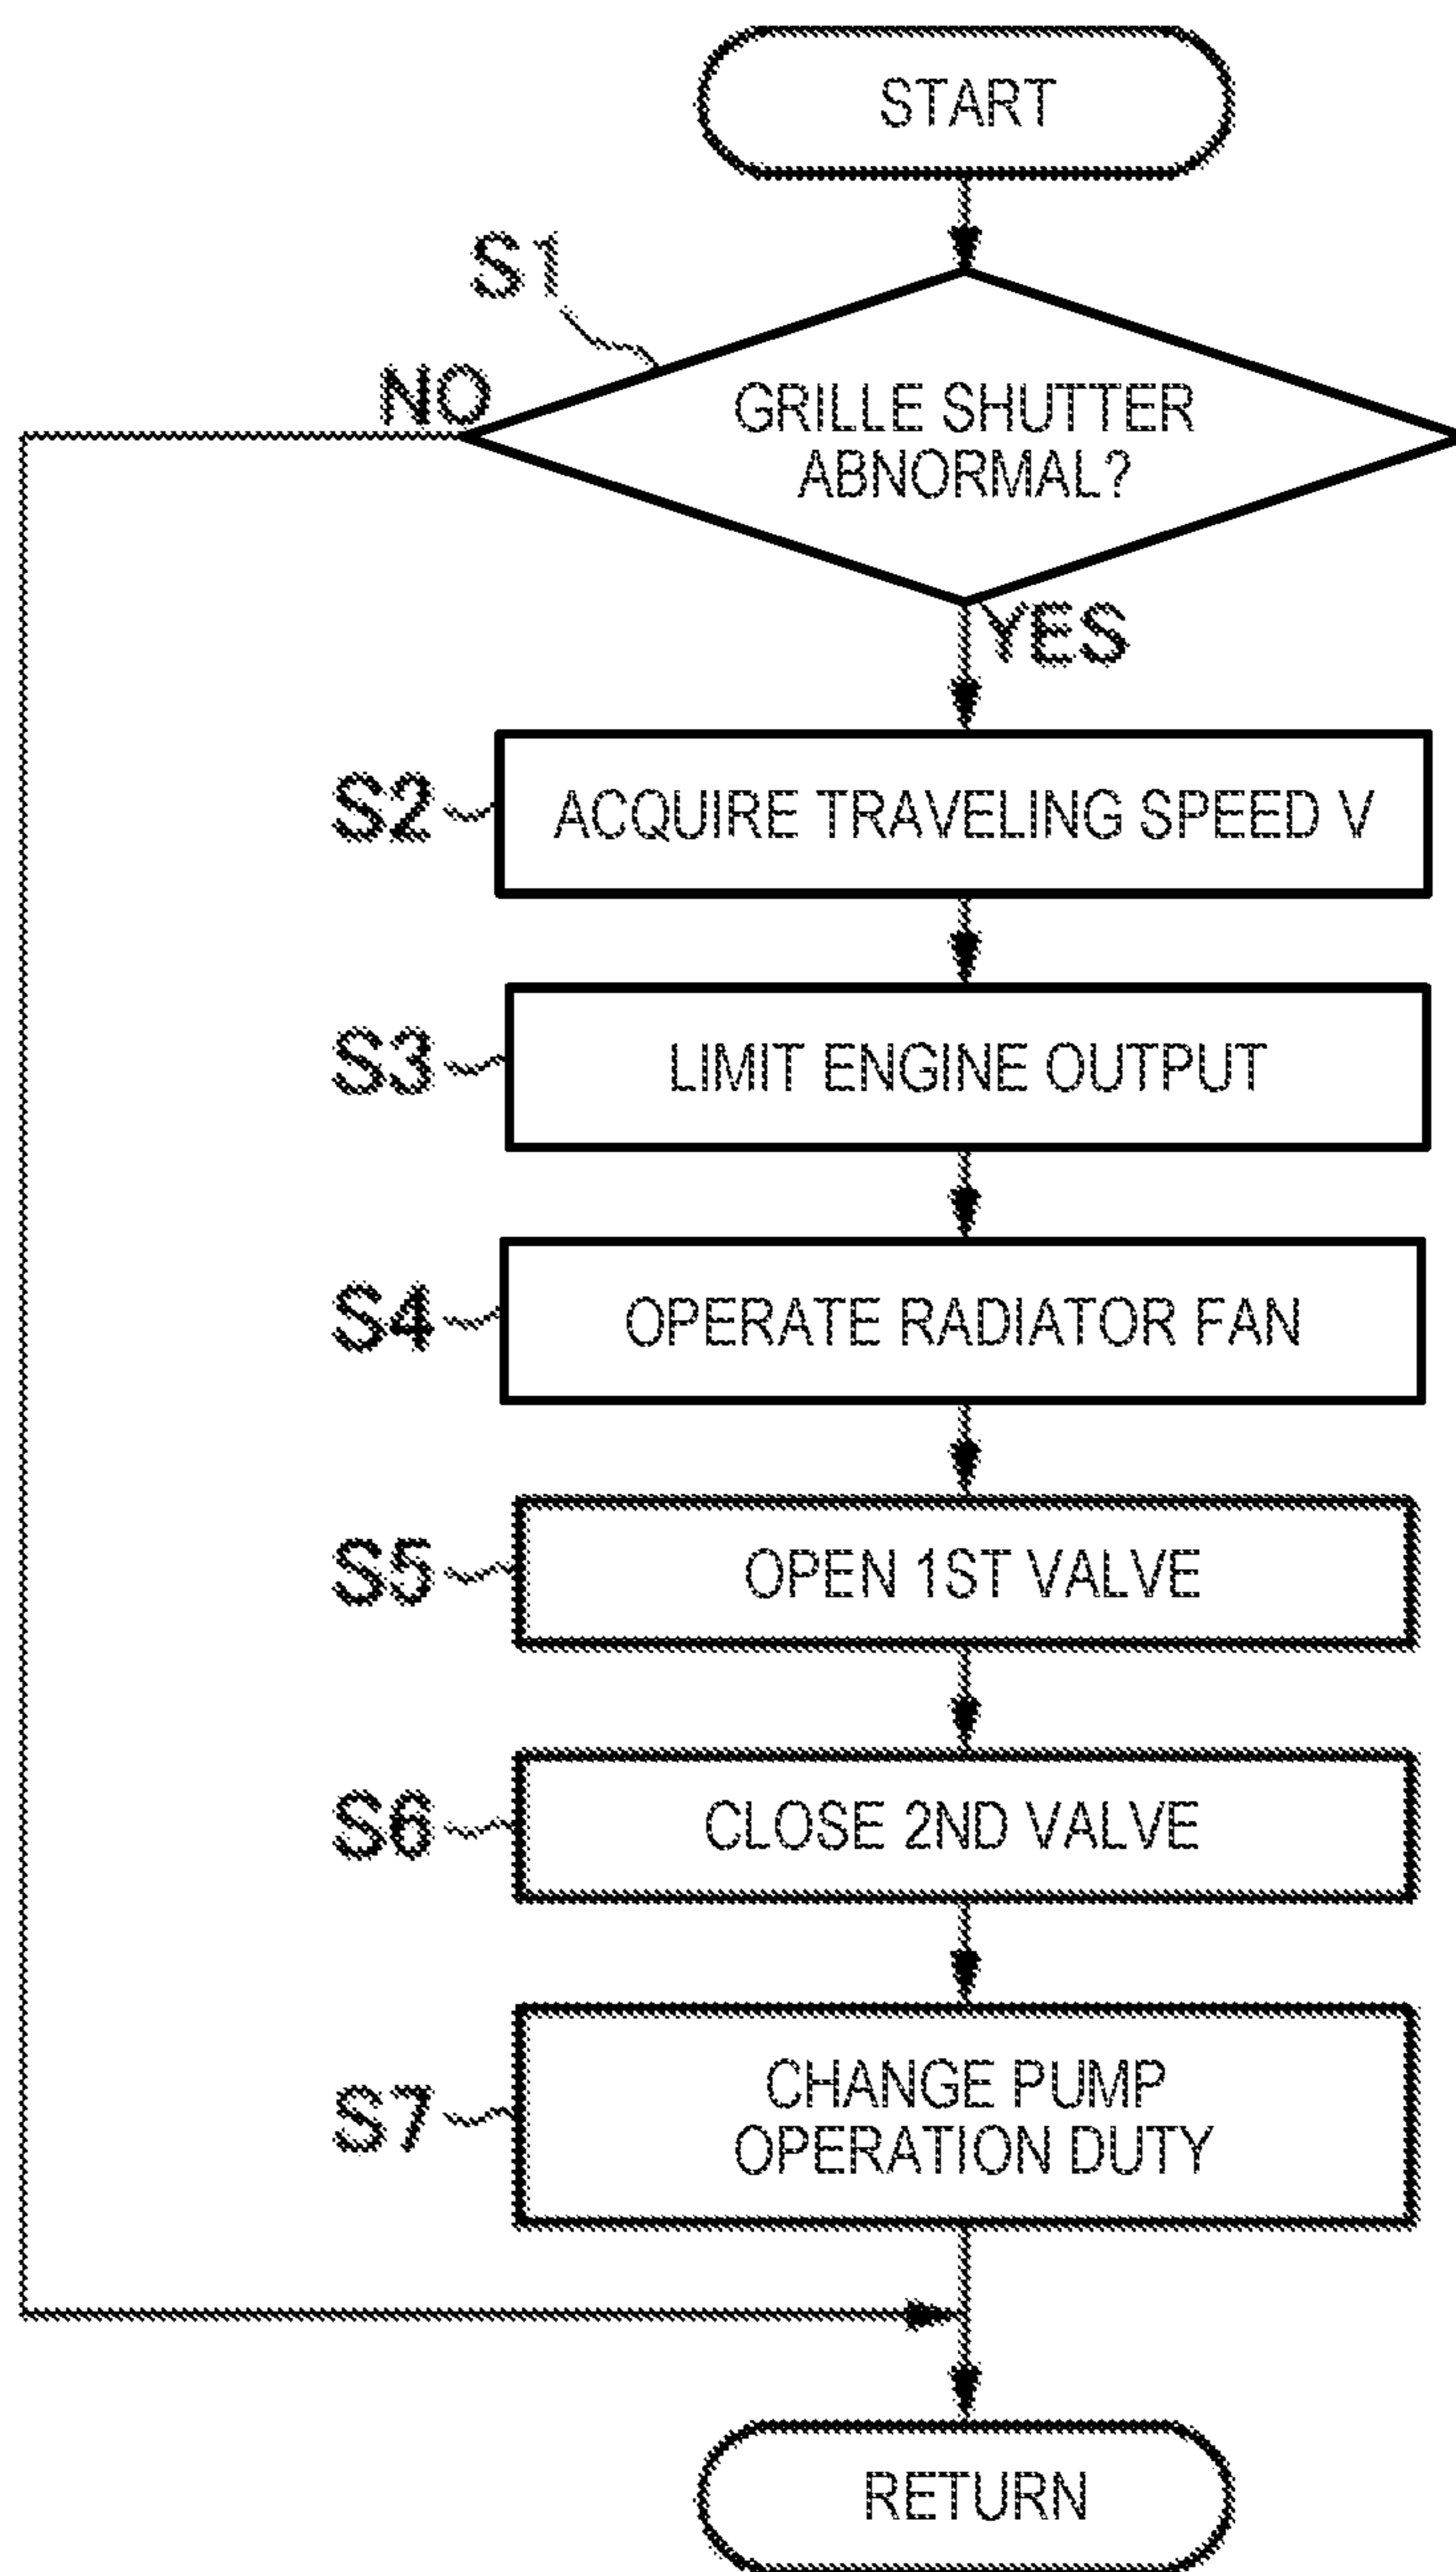 START
S1
NO
GRILLE SHUTTER
ABNORMAL?
YES
S2
ACQUIRE TRAVELING SPEED V
S3
LIMIT ENGINE OUTPUT
S4
OPERATE RADIATOR FAN
S5
OPEN 1ST VALVE
S6
CLOSE 2ND VALVE
S7
CHANGE PUMP
OPERATION DUTY
RETURN